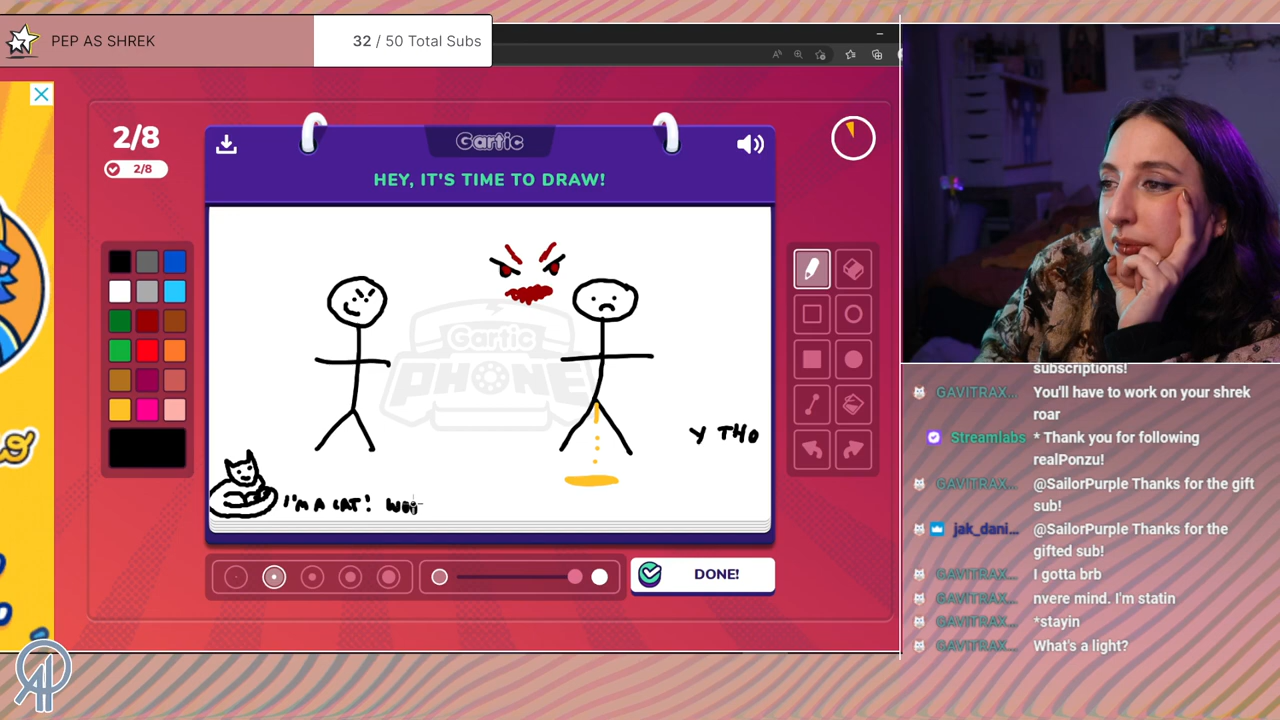 PEP AS SHREK
32 / 50 Total Subs
2/8
2/8
Gartic
HEY, IT'S TIME TO DRAW!
Gartic
PHONE
Y THO
I'M A CAT!
DONE!
subscriptions!
GAVITRAX... You'll have to work on your shrek
roar
Streamlabs * Thank you for following
realPonzu!
GAVITRAX... @SailorPurple Thanks for the gift
sub!
jak_dani... @SailorPurple Thanks for the
gifted sub!
GAVITRAX... I gotta brb
GAVITRAX... nvere mind. I'm statin
GAVITRAX... *stayin
GAVITRAX... What's a light?